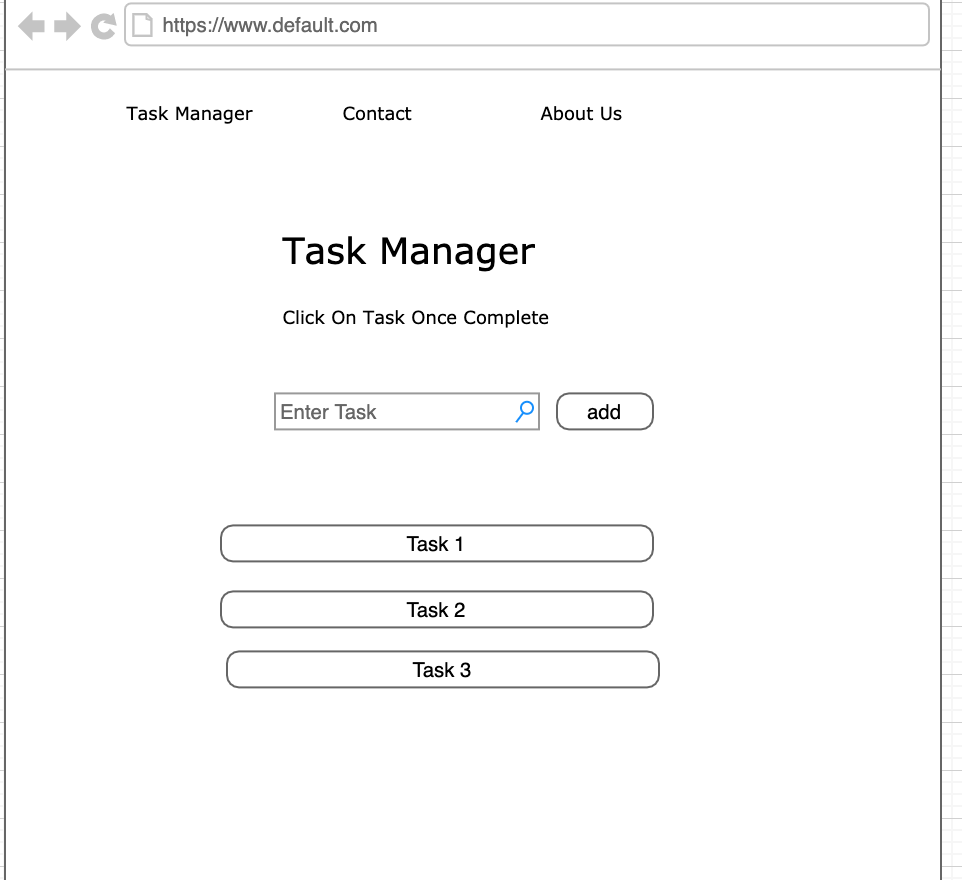 https://www.default.com
Task Manager Contact About Us
Task Manager
Click On Task Once Complete
Enter Task add
Task 1
Task 2
Task 3